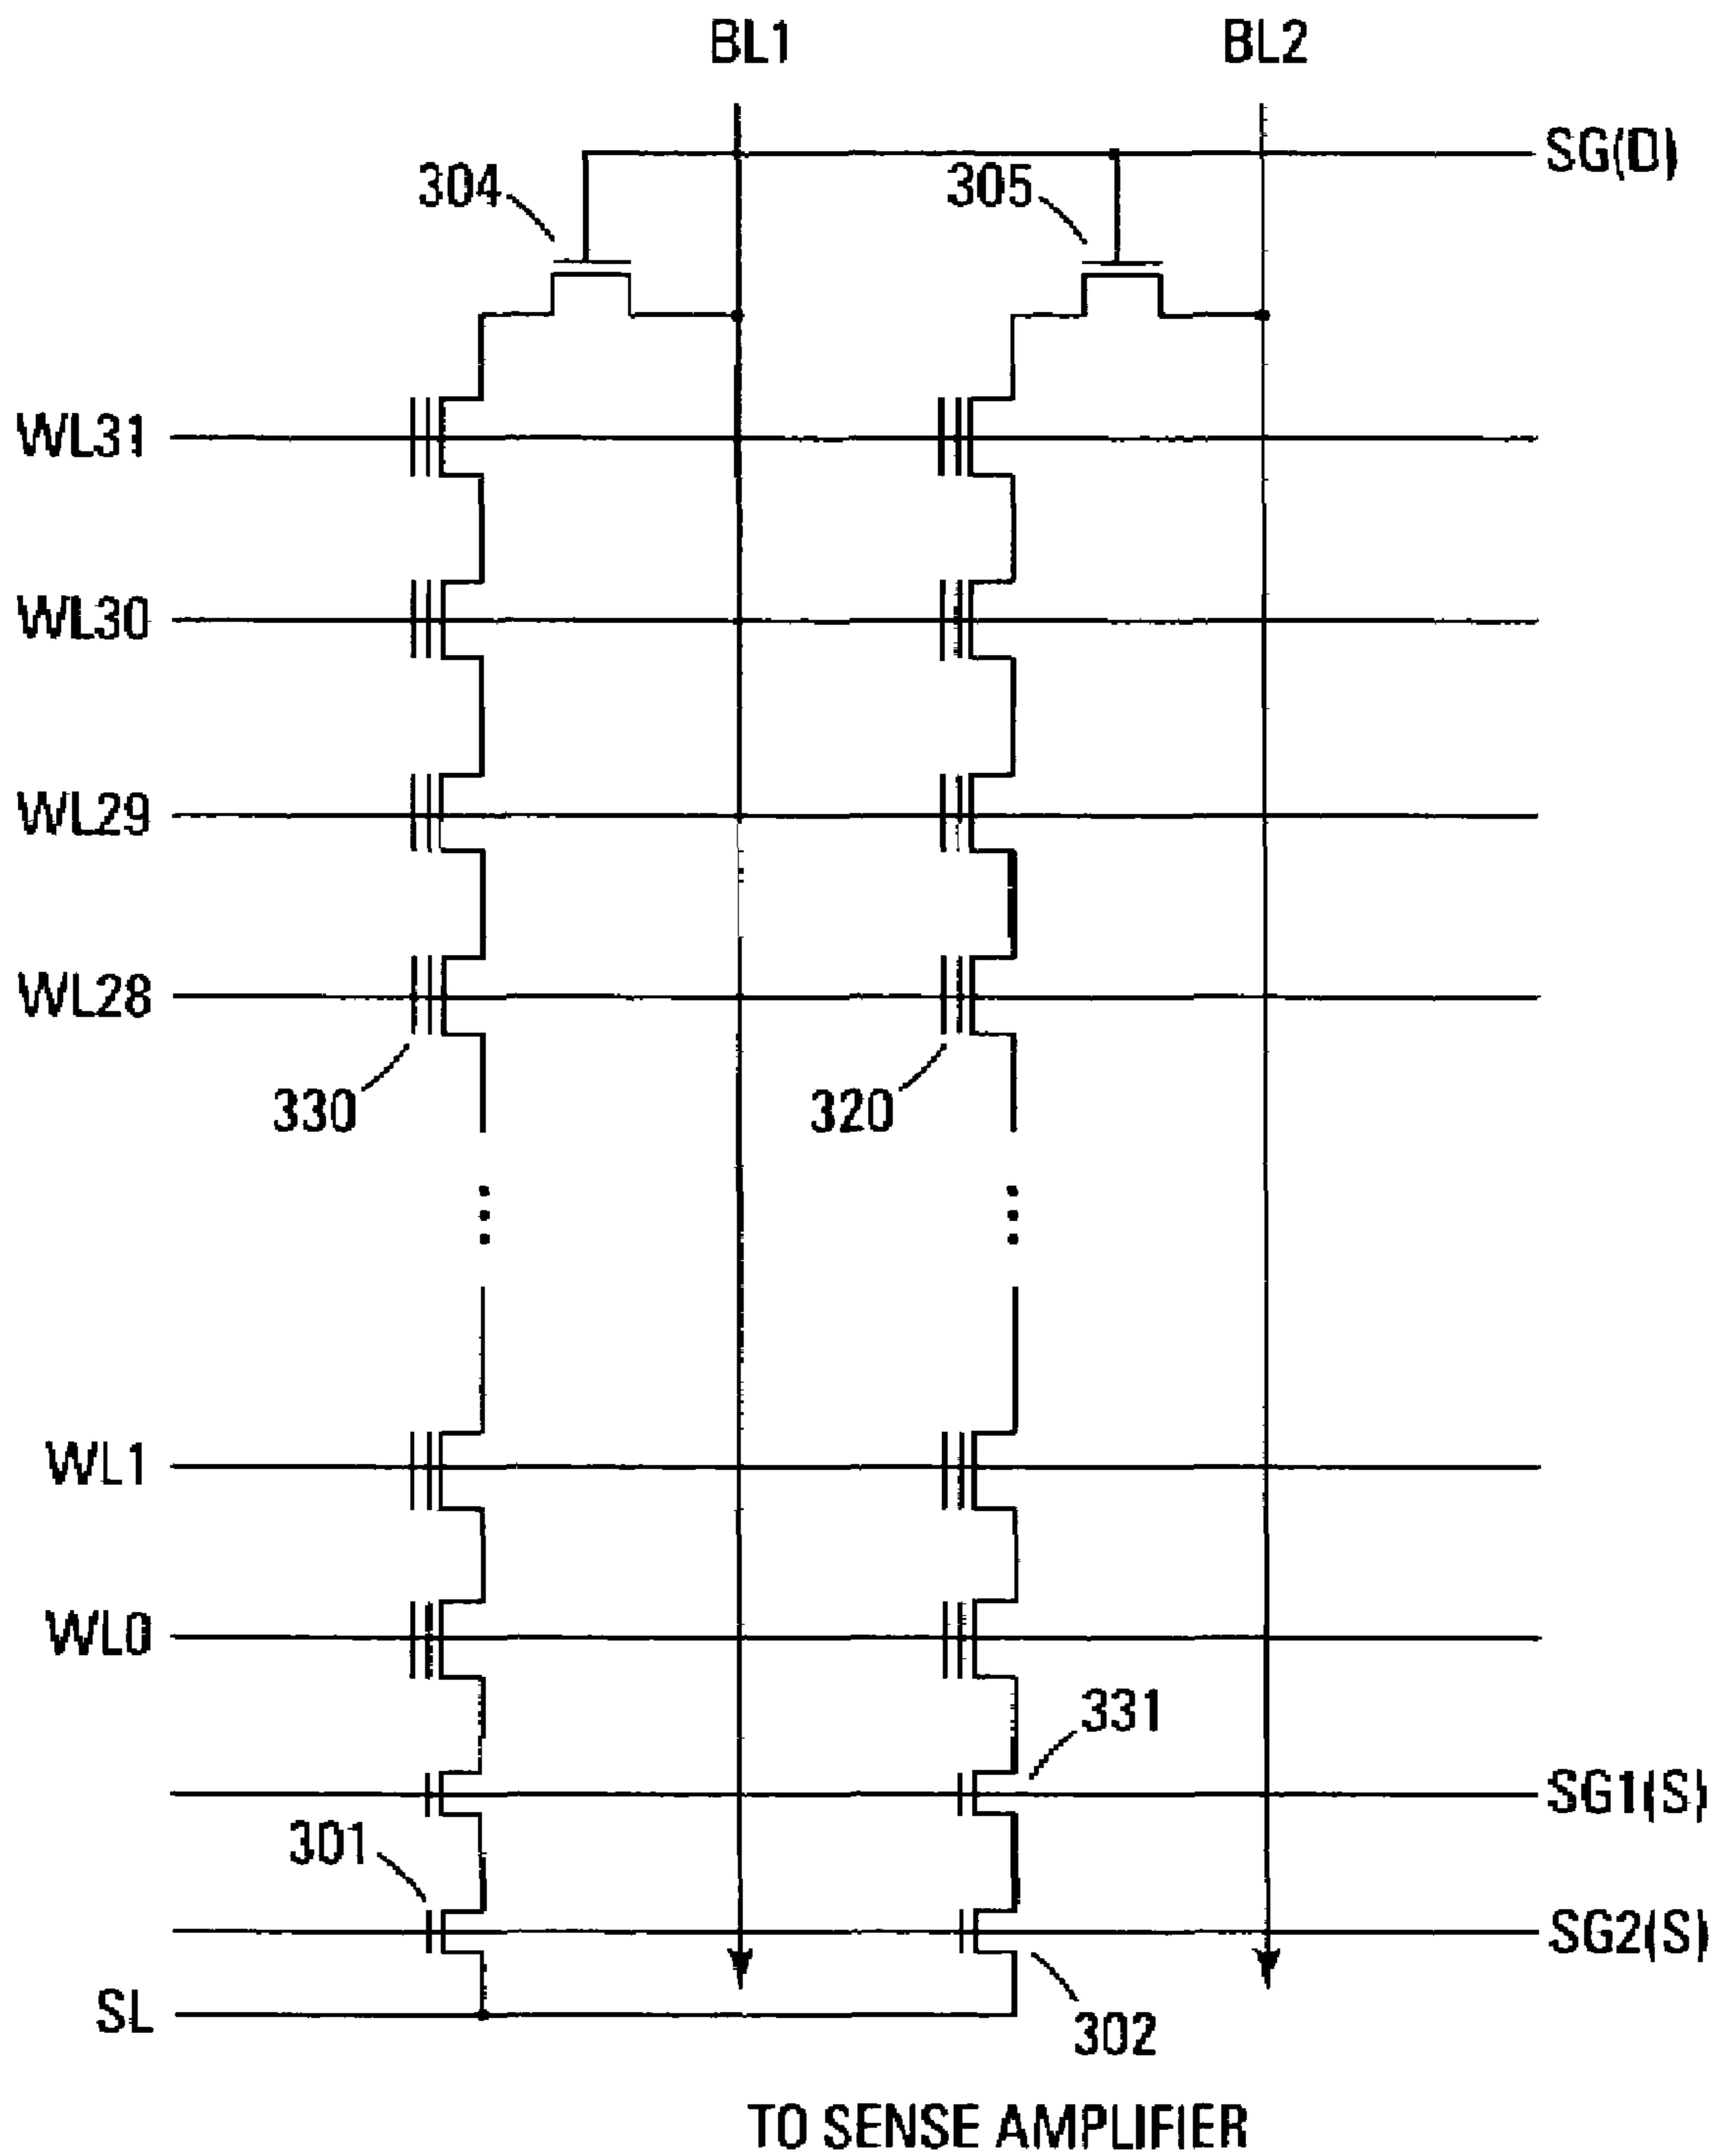 BL1 BL2
SG(D)
304 305
WL31
WL30
WL29
WL28
330 320
WL1
WL0
331
SG1(S)
301
SG2(S)
SL
302
TO SENSE AMPLIFIER